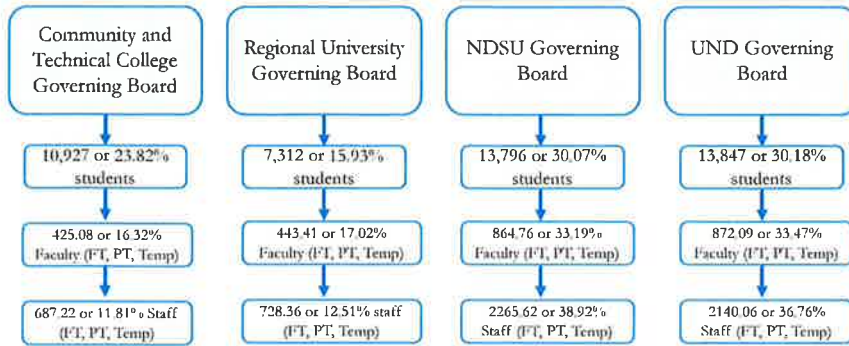 Community and
Technical College
Governing Board
10,927 or 23.82%
students
425.08 or 16.32%
Faculty (FT, PT, Temp)
687.22 or 11.81% Staff
(FT, PT, Temp)
Regional University
Governing Board
7,312 or 15.93%
students
443.41 or 17.02%
Faculty (FT, PT, Temp)
728.36 or 12.51% staff
(FT, PT, Temp)
NDSU Governing
Board
13,796 or 30.07%
students
864.76 or 33.19%
Faculty (FT, PT, Temp)
2265.62 or 38.92%
Staff (FT, PT, Temp)
UND Governing
Board
13,847 or 30.18%
students
872.09 or 33.47%
Faculty (FT, PT, Temp)
2140.06 or 36.76%
Staff (FT, PT, Temp)